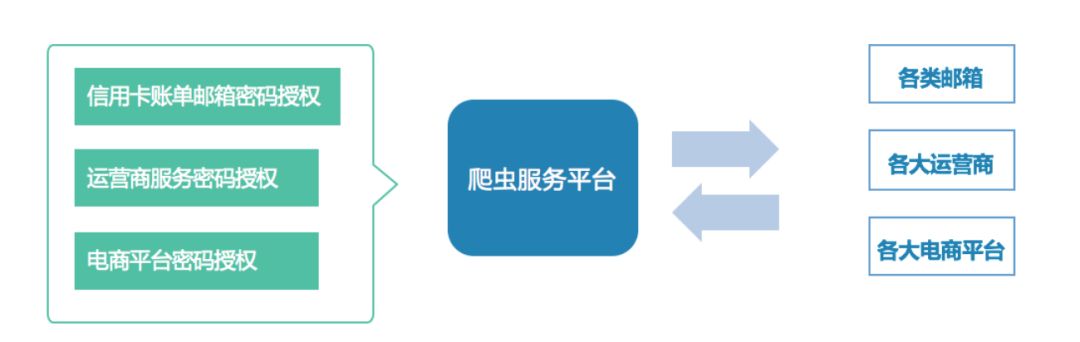 信用卡账单邮箱密码授权
运营商服务密码授权
电商平台密码授权
爬虫服务平台
各类邮箱
各大运营商
各大电商平台